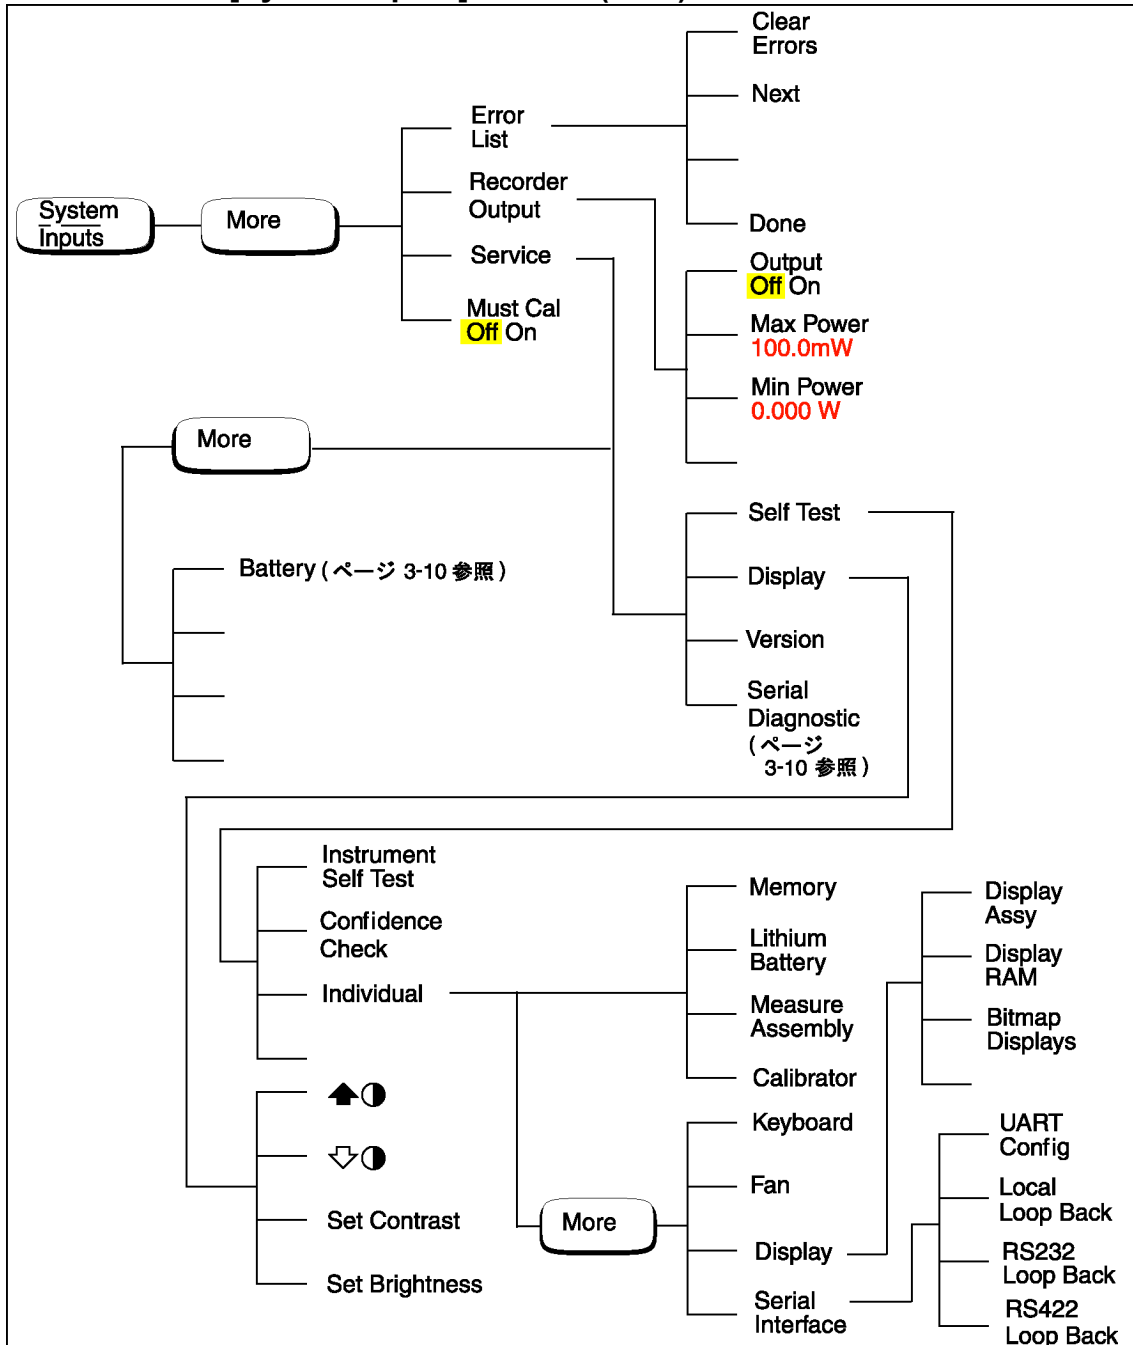 Clear
Errors
Next
Error
List
Recorder
Output
Done
System
Inputs
More
Service
Output
Off On
Must Cal
Off On
Max Power
100.0mW
Min Power
0.000 W
More
Self Test
Battery ( ページ 3-10 参照 )
Display
Version
Serial
Diagnostic
( ページ
3-10 参照 )
Instrument
Self Test
Confidence
Check
Individual
Memory
Lithium
Battery
Measure
Assembly
Calibrator
Display
Assy
Display
RAM
Bitmap
Displays
Set Contrast
Set Brightness
More
Keyboard
Fan
Display
Serial
Interface
UART
Config
Local
Loop Back
RS232
Loop Back
RS422
Loop Back